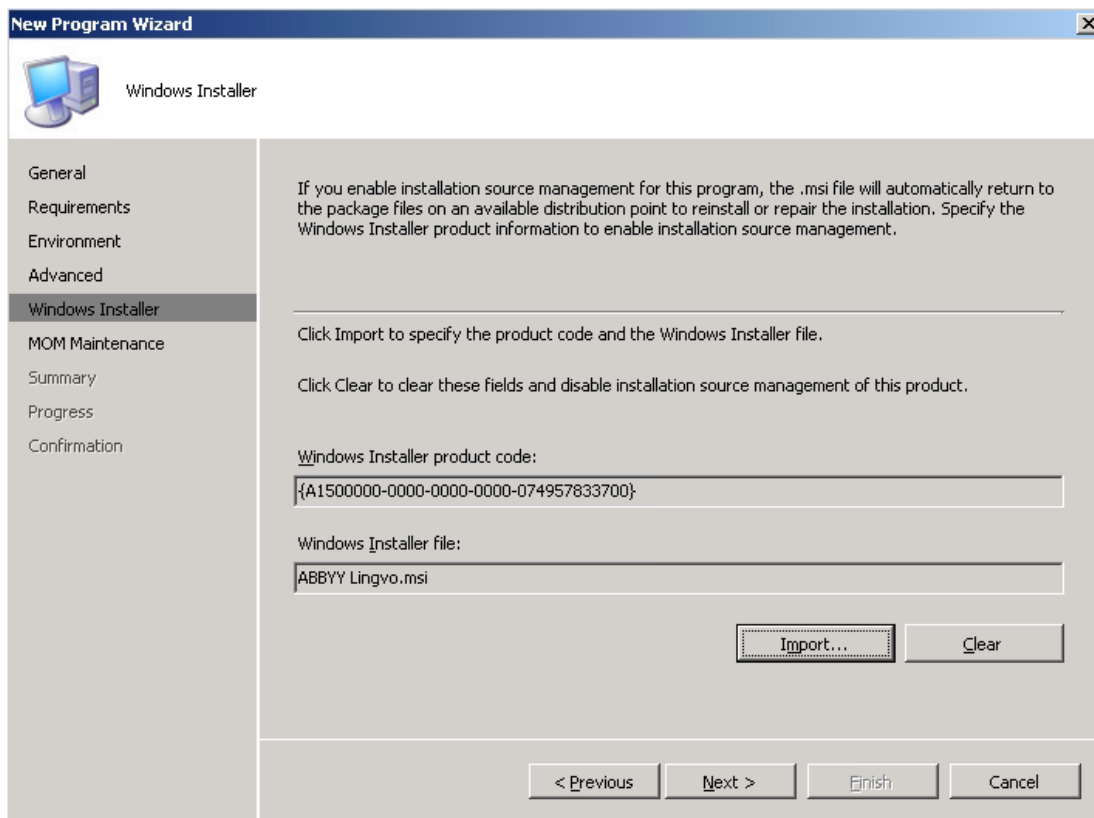 New Program Wizard
Windows Installer
General
Requirements
Environment
Advanced
Windows Installer
MOM Maintenance
Summary
Progress
Confirmation
If you enable installation source management for this program, the .msi file will automatically return to
the package files on an available distribution point to reinstall or repair the installation. Specify the
Windows Installer product information to enable installation source management.
Click Import to specify the product code and the Windows Installer file.
Click Clear to clear these fields and disable installation source management of this product.
Windows Installer product code:
{A1500000-0000-0000-0000-074957833700}
Windows Installer file:
ABBYY Lingvo.msi
Import...
Clear
< Previous
Next >
Finish
Cancel